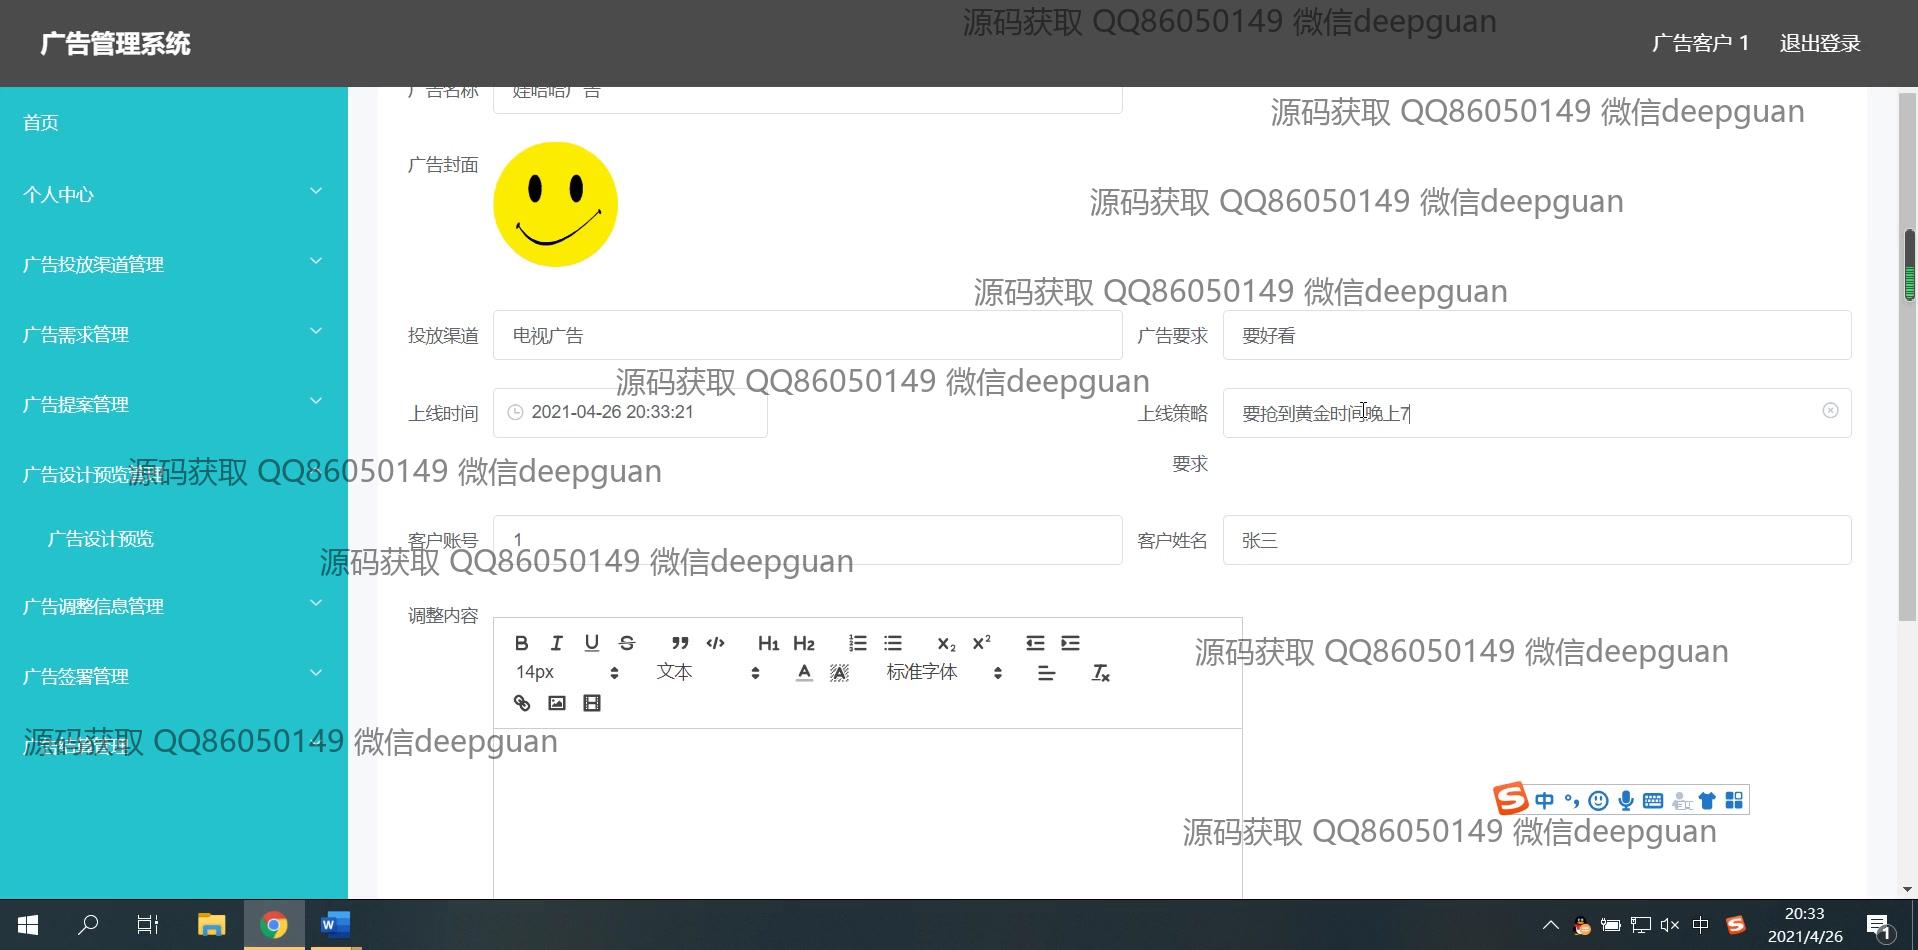 源码获取 QQ86050149 微信deepguan
广告管理系统
广告客户 1
退出登录
广告名称
娃哈哈广告
源码获取 QQ86050149 微信deepguan
首页
广告封面
个人中心
源码获取 QQ86050149 微信deepguan
广告投放渠道管理
源码获取 QQ86050149 微信deepguan
广告需求管理
投放渠道
电视广告
广告要求
要好看
源码获取 QQ86050149 微信deepguan
广告提案管理
上线时间
2021-04-26 20:33:21
上线策略
要求
要抢到黄金时间晚上7
广告设计预览管理
源码获取 QQ86050149 微信deepguan
广告设计预览
客户账号
1
客户姓名
张三
源码获取 QQ86050149 微信deepguan
广告调整信息管理
调整内容
B I U S H1 H2 X2 X2
源码获取 QQ86050149 微信deepguan
14px 文本 A A 标准字体
广告签署管理
源码获取 QQ86050149 微信deepguan
中
源码获取 QQ86050149 微信deepguan
中
20:33
2021/4/26
1